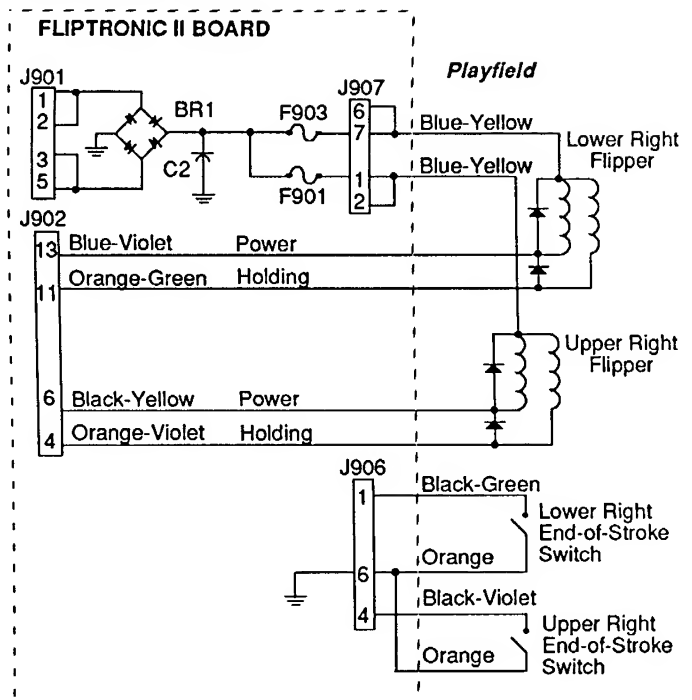 FLIPTRONIC II BOARD
J901
1
2
3
5
BR1
C2
F903
F901
J907
6
7
1
2
Playfield
Blue-Yellow
Blue-Yellow
Lower Right
Flipper
J902
13
Blue-Violet Power
11
Orange-Green Holding
6
Black-Yellow Power
4
Orange-Violet Holding
Upper Right
Flipper
J906
1
Black-Green
Lower Right
End-of-Stroke
Switch
6
Orange
4
Black-Violet
Upper Right
End-of-Stroke
Switch
Orange